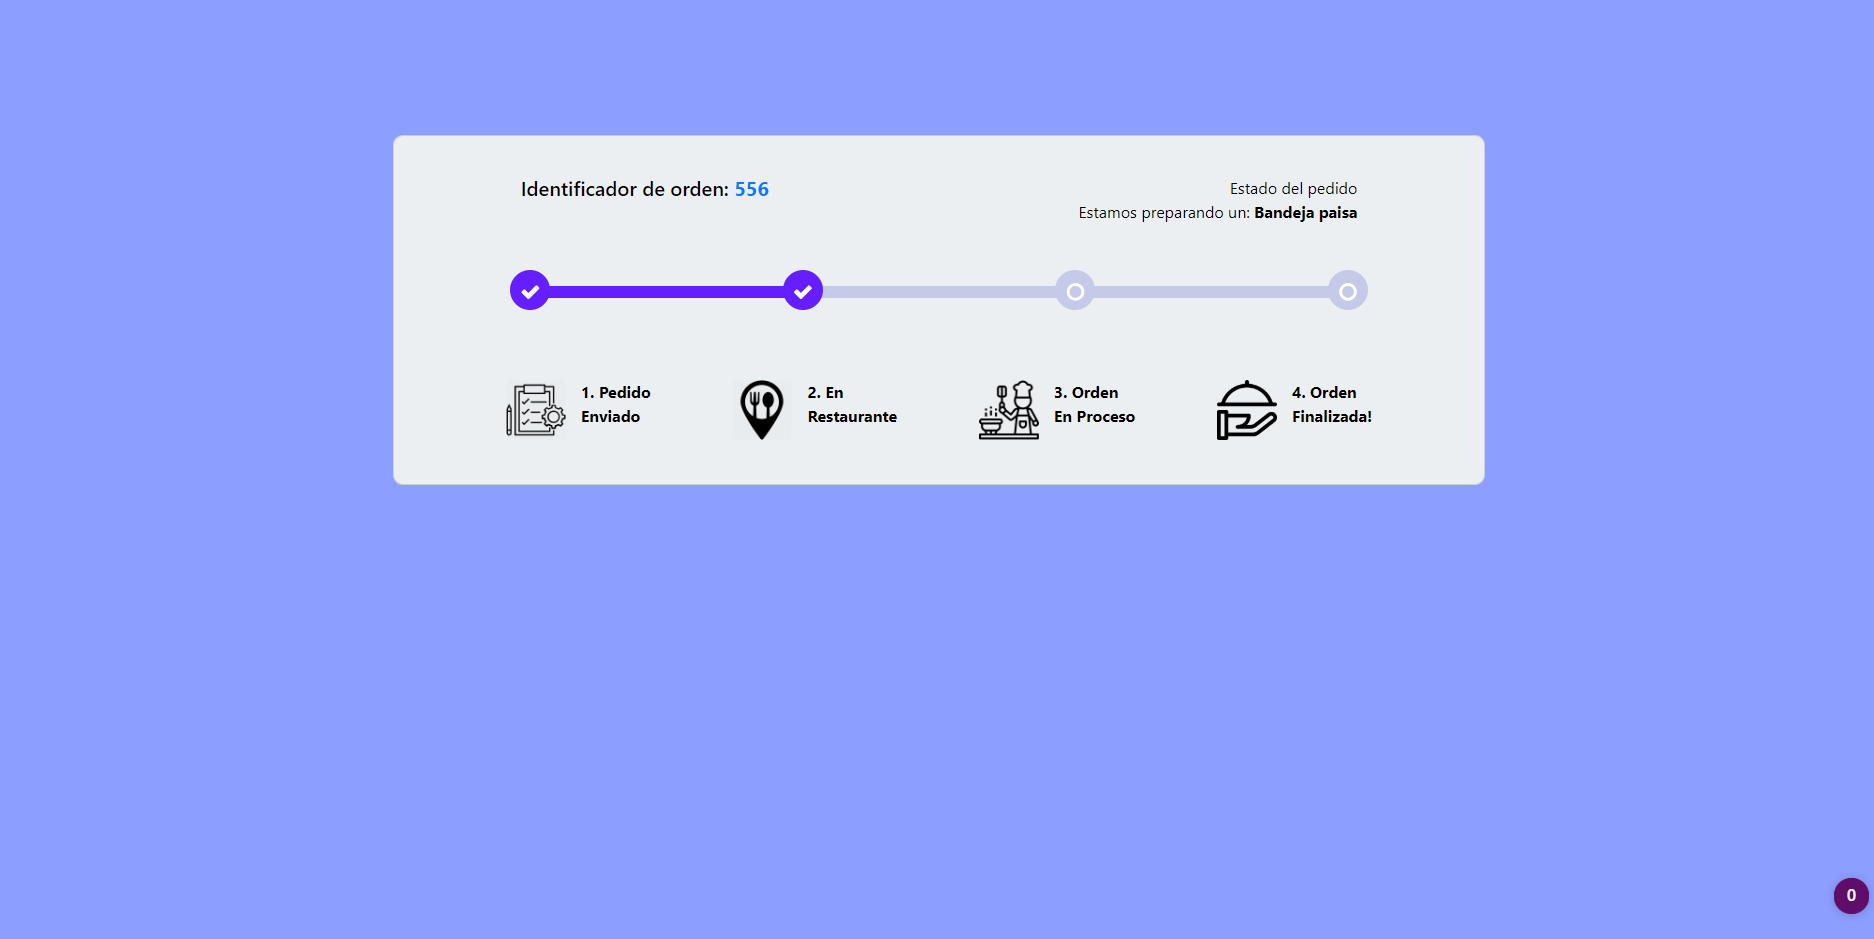 Identificador de orden: 556
Estado del pedido
Estamos preparando un: Bandeja paisa
1. Pedido
Enviado
2. En
Restaurante
3. Orden
En Proceso
4. Orden
Finalizada!
0